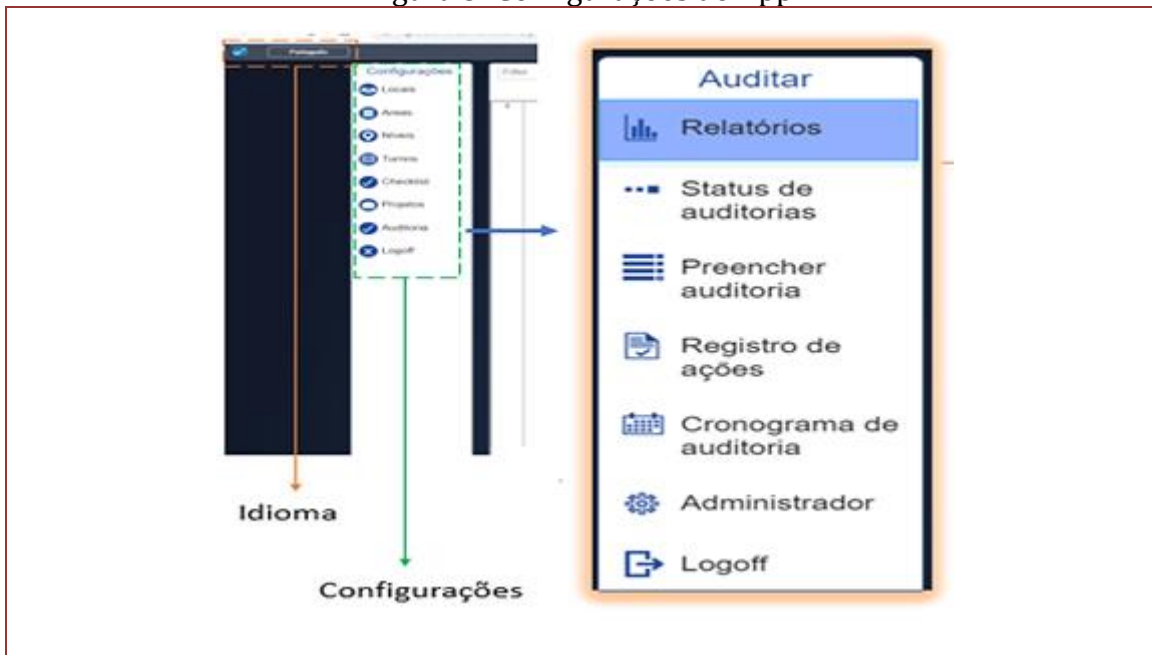 Português
Configurações
Locais
Áreas
Níveis
Turnos
Checklist
Projetos
Auditoria
Logoff
Idioma
Configurações
Auditar
Relatórios
Status de
auditorias
Preencher
auditoria
Registro de
ações
Cronograma de
auditoria
Administrador
Logoff